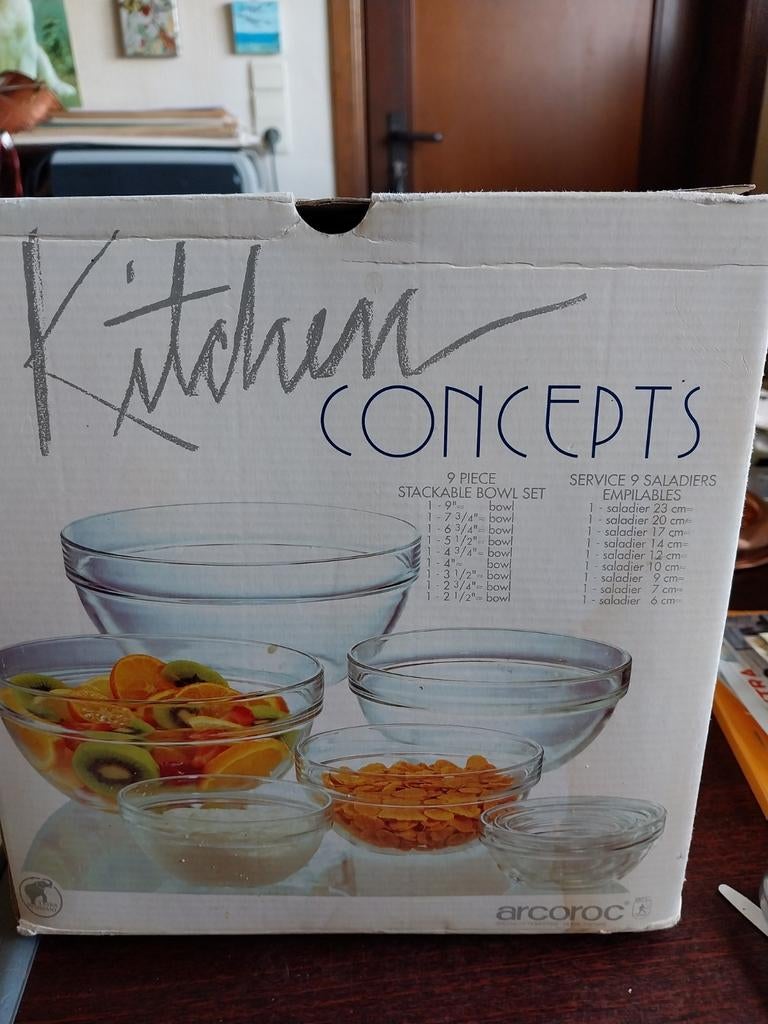 Kitchen
CONCEPTS
9 PIECE
STACKABLE BOWL SET
1 - 9"= bowl
1 - 7 3/4"= bowl
1 - 6 3/4"= bowl
1 - 5 1/2"= bowl
1 - 4 3/4"= bowl
1 - 4"= bowl
1 - 3 1/2"= bowl
1 - 2 3/4"= bowl
1 - 2 1/2"= bowl
SERVICE 9 SALADIERS
EMPILABLES
1 - saladier 23 cm=
1 - saladier 20 cm=
1 - saladier 17 cm=
1 - saladier 14 cm=
1 - saladier 12 cm=
1 - saladier 10 cm=
1 - saladier 9 cm=
1 - saladier 7 cm=
1 - saladier 6 cm=
arcoroc
TRA